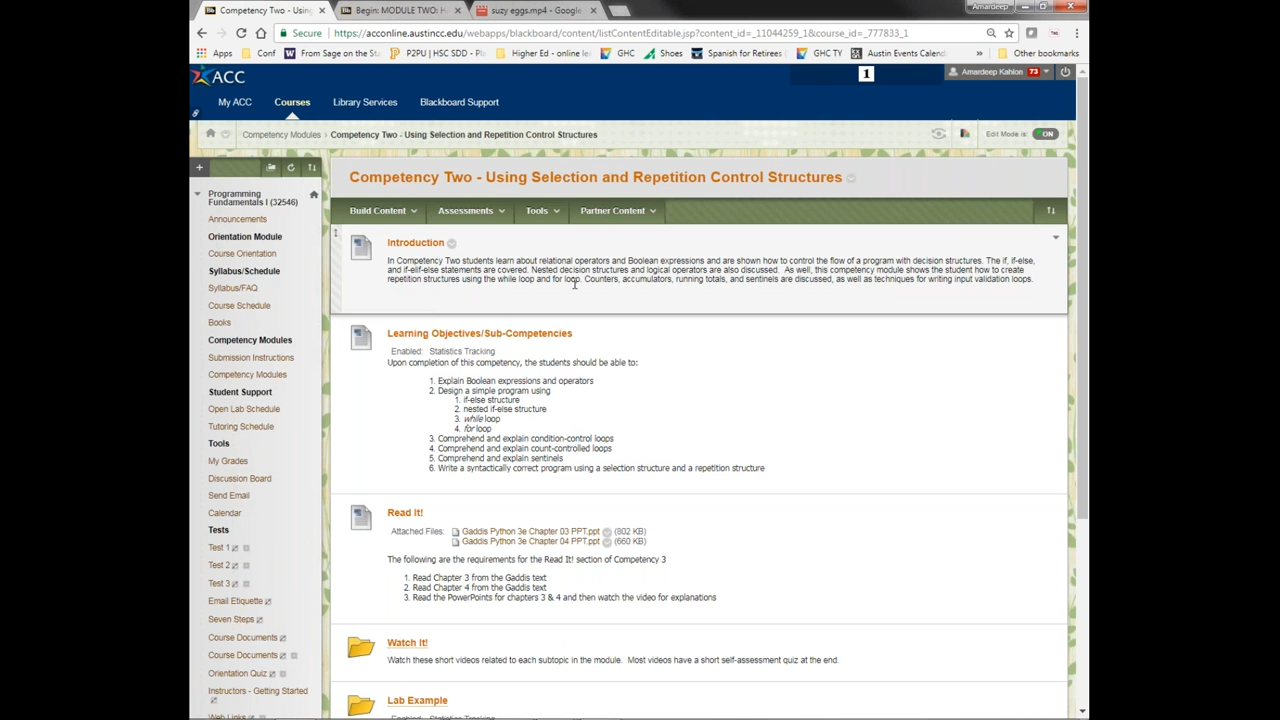 Competency Two - Usin
Begin: MODULE TWO: H
suzy eggs.mp4 - Google
Amardeep
Secure
https://acconline.austincc.edu/webapps/blackboard/content/listContentEditable.jsp?content_id=_11044259_1&course_id=_777833_1
Apps
Conf
From Sage on the St
P2PU | HSC SDD - Pl
Higher Ed - online le
GHC
Shoes
Spanish for Retirees
GHC TY
Austin Events Calend
»
Other bookmarks
ACC
1
Amardeep Kahlon 73
My ACC
Courses
Library Services
Blackboard Support
Competency Modules
Competency Two - Using Selection and Repetition Control Structures
Edit Mode is: ON
Programming
Fundamentals I (32546)
Announcements
Orientation Module
Course Orientation
Syllabus/Schedule
Syllabus/FAQ
Course Schedule
Books
Competency Modules
Submission Instructions
Competency Modules
Student Support
Open Lab Schedule
Tutoring Schedule
Tools
My Grades
Discussion Board
Send Email
Calendar
Tests
Test 1
Test 2
Test 3
Email Etiquette
Seven Steps
Course Documents
Course Documents
Orientation Quiz
Instructors - Getting Started
Web Links
Competency Two - Using Selection and Repetition Control Structures
Build Content
Assessments
Tools
Partner Content
Introduction
In Competency Two students learn about relational operators and Boolean expressions and are shown how to control the flow of a program with decision structures. The if, if-else,
and if-elif-else statements are covered. Nested decision structures and logical operators are also discussed. As well, this competency module shows the student how to create
repetition structures using the while loop and for loop. Counters, accumulators, running totals, and sentinels are discussed, as well as techniques for writing input validation loops.
Learning Objectives/Sub-Competencies
Enabled: Statistics Tracking
Upon completion of this competency, the students should be able to:
1. Explain Boolean expressions and operators
2. Design a simple program using
1. if-else structure
2. nested if-else structure
3. while loop
4. for loop
3. Comprehend and explain condition-control loops
4. Comprehend and explain count-controlled loops
5. Comprehend and explain sentinels
6. Write a syntactically correct program using a selection structure and a repetition structure
Read It!
Attached Files: Gaddis Python 3e Chapter 03 PPT.ppt (802 KB)
Gaddis Python 3e Chapter 04 PPT.ppt (660 KB)
The following are the requirements for the Read It! section of Competency 3
1. Read Chapter 3 from the Gaddis text
2. Read Chapter 4 from the Gaddis text
3. Read the PowerPoints for chapters 3 & 4 and then watch the video for explanations
Watch It!
Watch these short videos related to each subtopic in the module. Most videos have a short self-assessment quiz at the end.
Lab Example
Enabled: Statistics Tracking